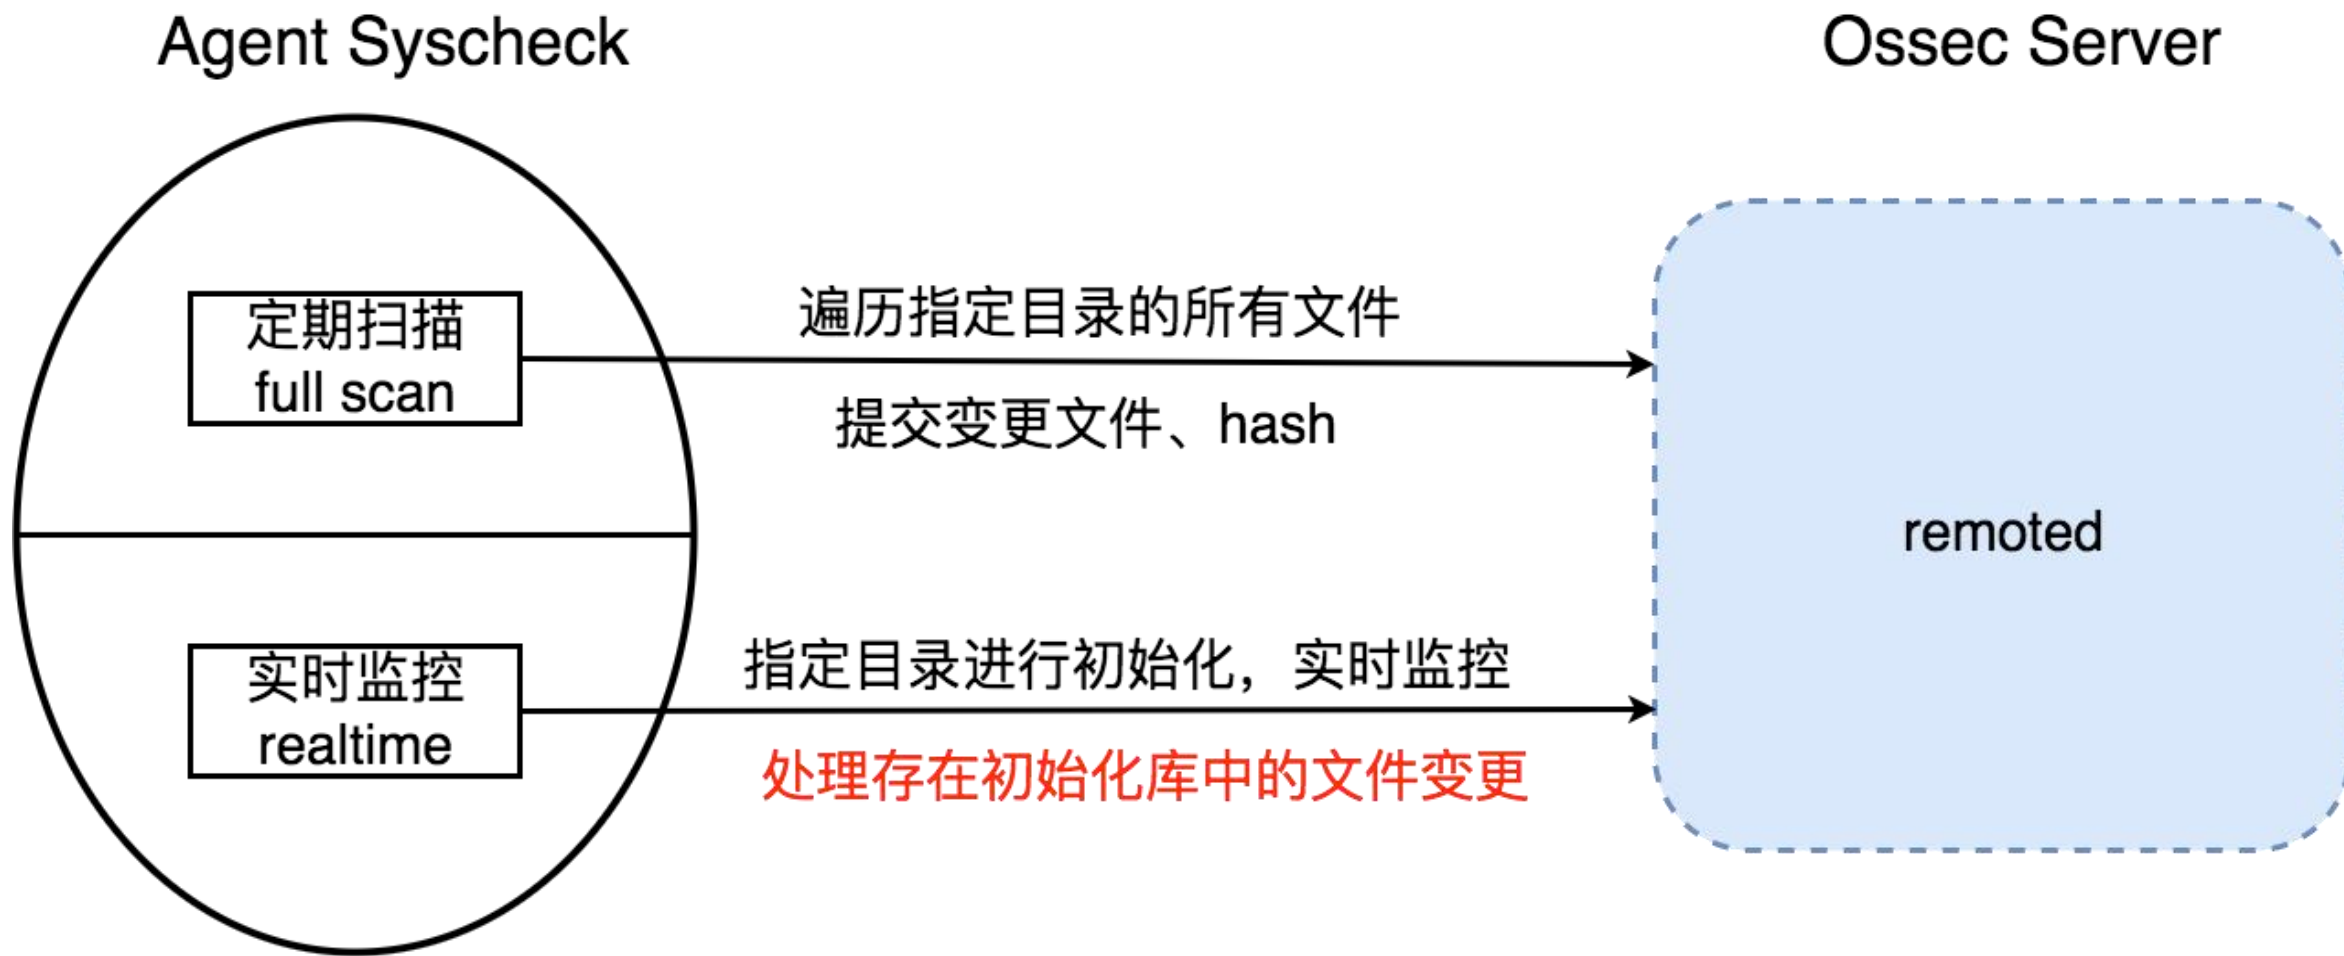 Agent Syscheck
Ossec Server
定期扫描
full scan
遍历指定目录的所有文件
提交变更文件、hash
remoted
实时监控
realtime
指定目录进行初始化，实时监控
处理存在初始化库中的文件变更